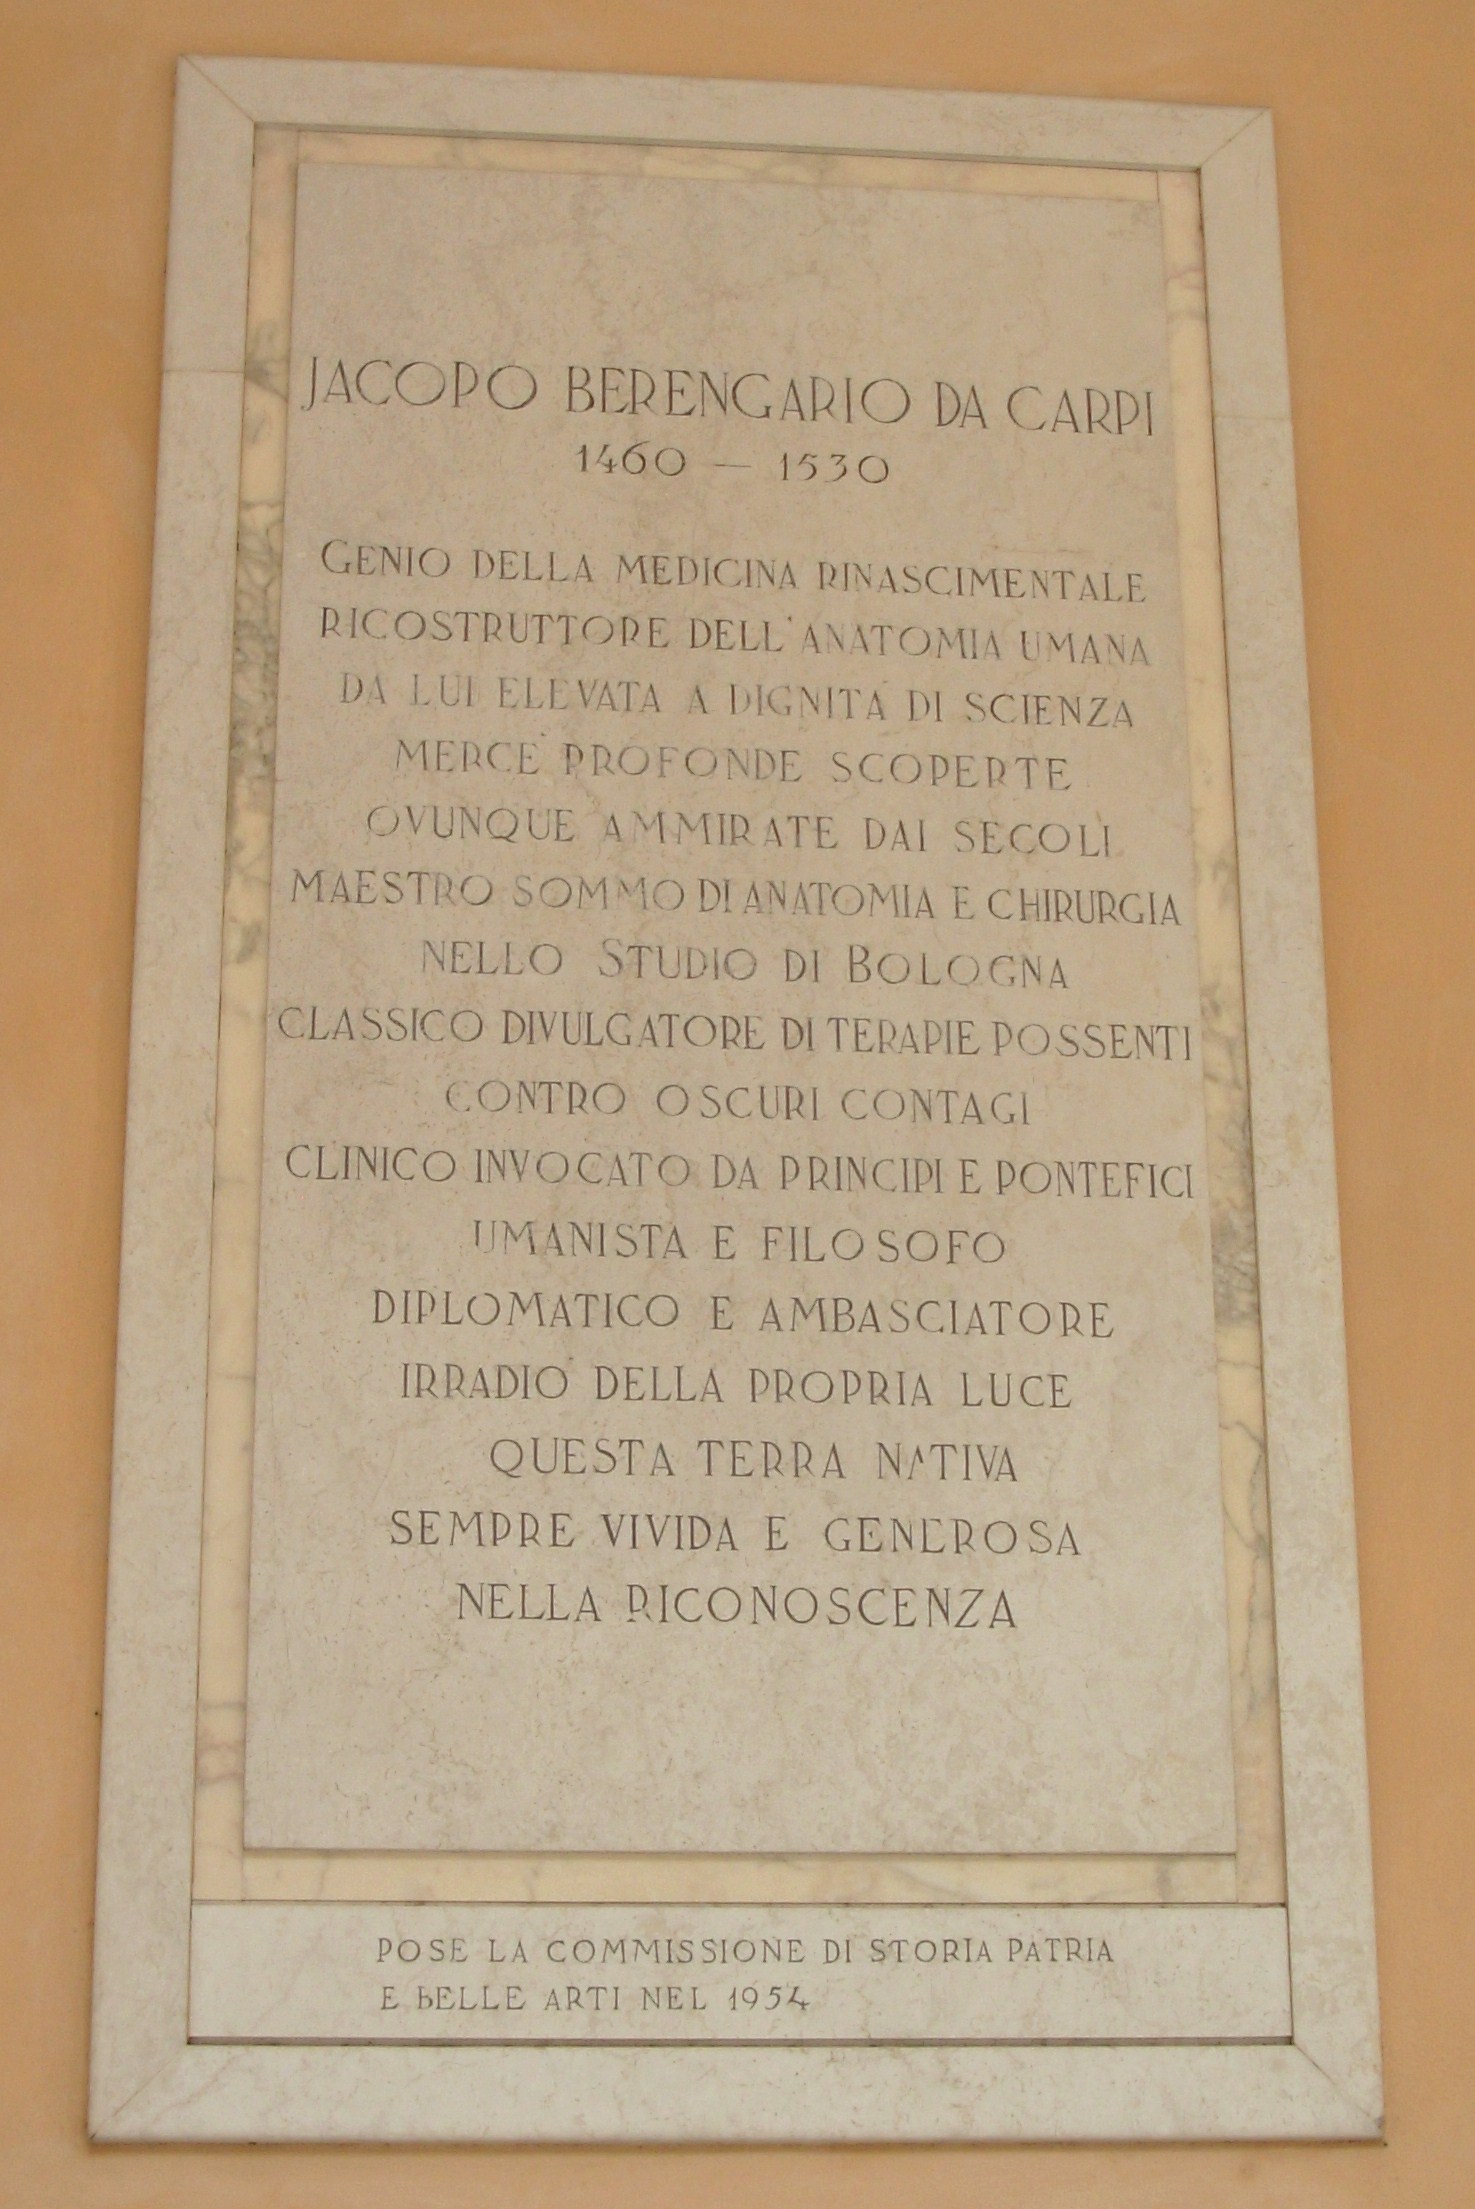 JACOPO BERENGARIO DA CARPI
1460 — 1530
GENIO DELLA MEDICINA RINASCIMENTALE
RICOSTRUTTORE DELL'ANATOMIA UMANA
DA LUI ELEVATA A DIGNITÀ DI SCIENZA
MERCÈ PROFONDE SCOPERTE
OVUNQUE AMMIRATE DAI SECOLI
MAESTRO SOMMO DI ANATOMIA E CHIRURGIA
NELLO STUDIO DI BOLOGNA
CLASSICO DIVULGATORE DI TERAPIE POSSENTI
CONTRO OSCURI CONTAGI
CLINICO INVOCATO DA PRINCIPI E PONTEFICI
UMANISTA E FILOSOFO
DIPLOMATICO E AMBASCIATORE
IRRADIÒ DELLA PROPRIA LUCE
QUESTA TERRA NATIVA
SEMPRE VIVIDA E GENEROSA
NELLA RICONOSCENZA
POSE LA COMMISSIONE DI STORIA PATRIA
E BELLE ARTI NEL 1954